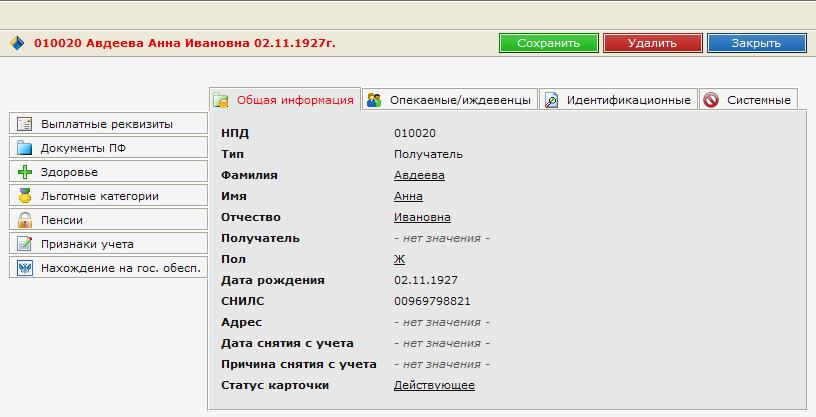 010020 Авдеева Анна Ивановна 02.11.1927г.
Сохранить
Удалить
Закрыть
Общая информация
Опекаемые/иждевенцы
Идентификационные
Системные
Выплатные реквизиты
Документы ПФ
Здоровье
Льготные категории
Пенсии
Признаки учета
Нахождение на гос. обесп.
НПД 010020
Тип Получатель
Фамилия Авдеева
Имя Анна
Отчество Ивановна
Получатель - нет значения -
Пол Ж
Дата рождения 02.11.1927
СНИЛС 00969798821
Адрес - нет значения -
Дата снятия с учета - нет значения -
Причина снятия с учета - нет значения -
Статус карточки Действующее